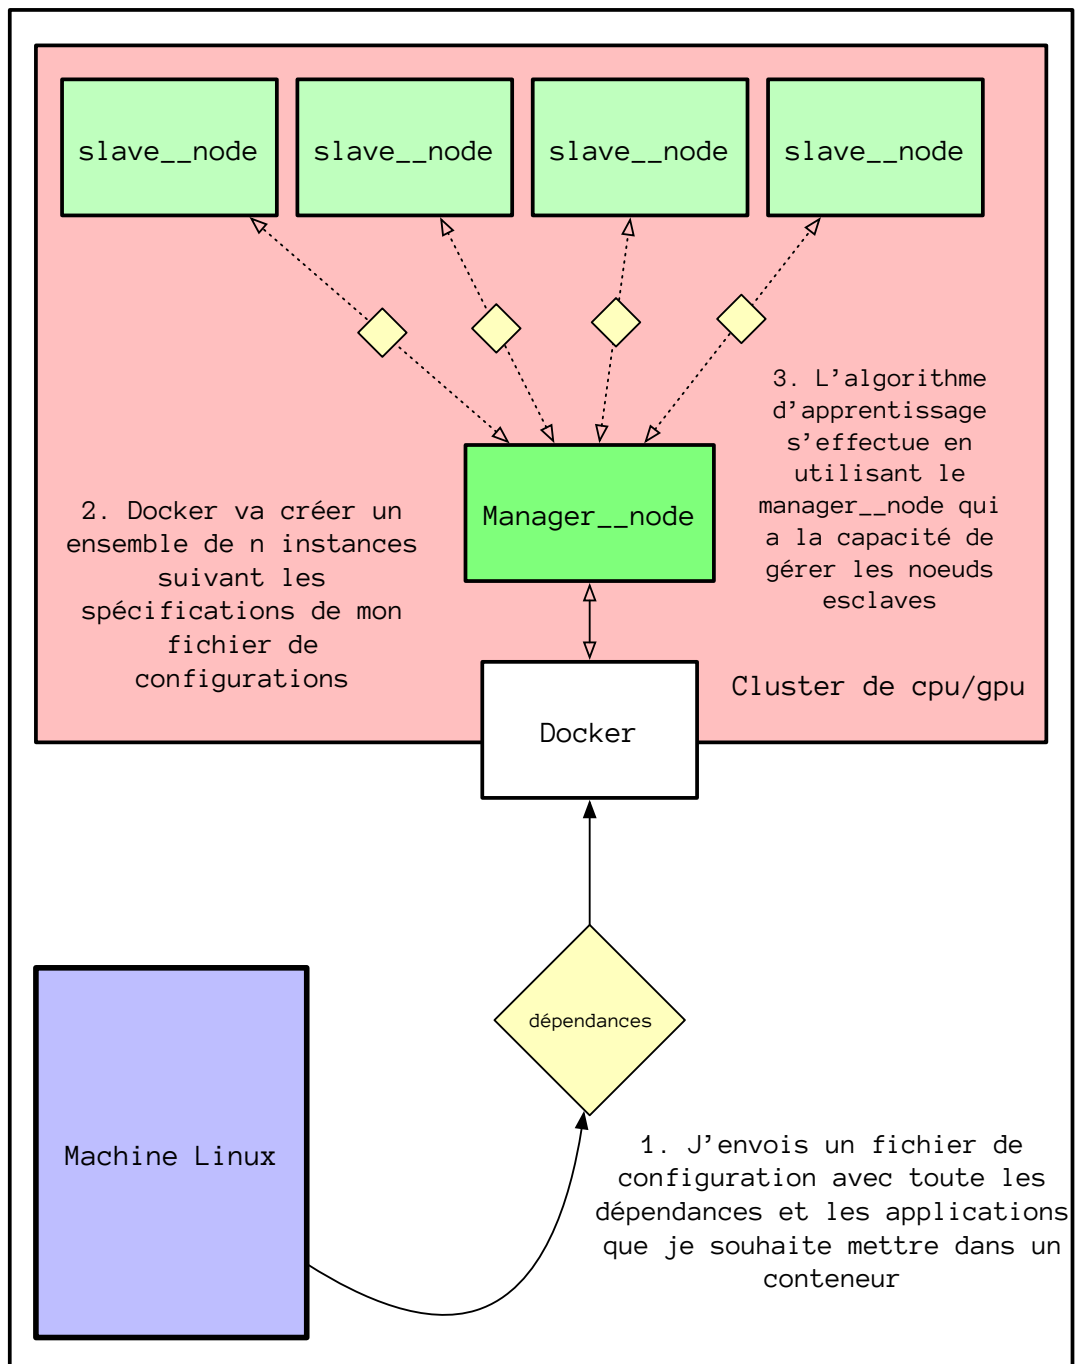 slave__node
slave__node
slave__node
slave__node
3. L'algorithme
d'apprentissage
s'effectue en
utilisant le
manager__node qui
a la capacité de
gérer les noeuds
esclaves
Manager__node
2. Docker va créer un
ensemble de n instances
suivant les
spécifications de mon
fichier de
configurations
Cluster de cpu/gpu
Docker
dépendances
Machine Linux
1. J'envois un fichier de
configuration avec toute les
dépendances et les applications
que je souhaite mettre dans un
conteneur